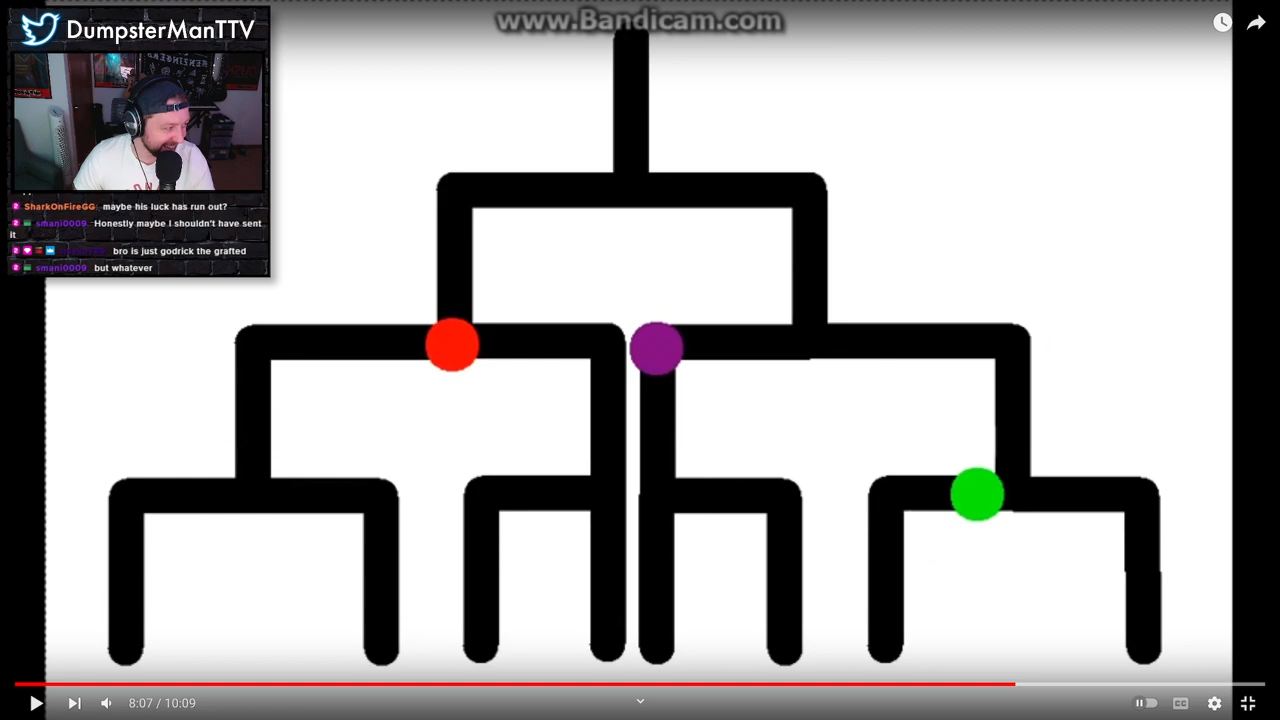 www.Bandicam.com
DumpsterManTTV
SharkOnFireGG: maybe his luck has run out?
smani0009: Honestly maybe I shouldn't have sent
it
bro is just godrick the grafted
smani0009: but whatever
8:07 / 10:09
CC